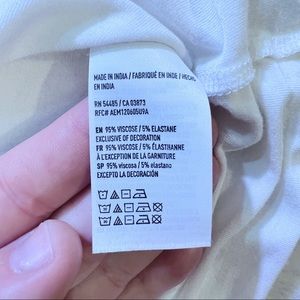 MADE IN INDIA / FABRIQUÉ EN INDE / HECHO
EN INDIA
RN 54485 / CA 03873
RFC# AEM120605U9A
EN 95% VISCOSE / 5% ELASTANE
EXCLUSIVE OF DECORATION
FR 95% VISCOSE / 5% ÉLASTHANNE
À L'EXCEPTION DE LA GARNITURE
SP 95% viscosa / 5% elastano
EXCEPTO LA DECORACIÓN